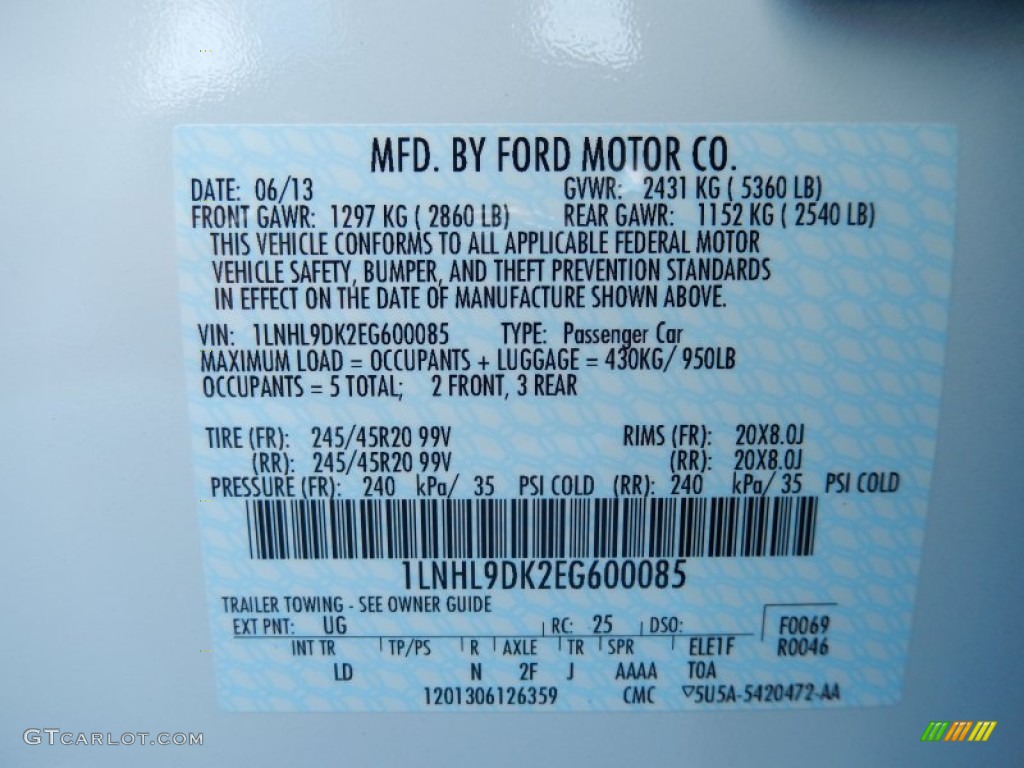 MFD. BY FORD MOTOR CO.
DATE: 06/13 GVWR: 2431 KG ( 5360 LB)
FRONT GAWR: 1297 KG ( 2860 LB) REAR GAWR: 1152 KG ( 2540 LB)
THIS VEHICLE CONFORMS TO ALL APPLICABLE FEDERAL MOTOR
VEHICLE SAFETY, BUMPER, AND THEFT PREVENTION STANDARDS
IN EFFECT ON THE DATE OF MANUFACTURE SHOWN ABOVE.
VIN: 1LNHL9DK2EG600085 TYPE: Passenger Car
MAXIMUM LOAD = OCCUPANTS + LUGGAGE = 430KG/ 950LB
OCCUPANTS = 5 TOTAL; 2 FRONT, 3 REAR
TIRE (FR): 245/45R20 99V RIMS (FR): 20X8.0J
(RR): 245/45R20 99V (RR): 20X8.0J
PRESSURE (FR): 240 kPa/ 35 PSI COLD (RR): 240 kPa/ 35 PSI COLD
1LNHL9DK2EG600085
TRAILER TOWING - SEE OWNER GUIDE
EXT PNT: UG RC: 25 DSO: F0069
INT TR TP/PS R AXLE TR SPR ELE1F R0046
LD N 2F J AAAA TOA
1201306126359 CMC ▽5U5A-5420472-AA
GTCARLOT.COM